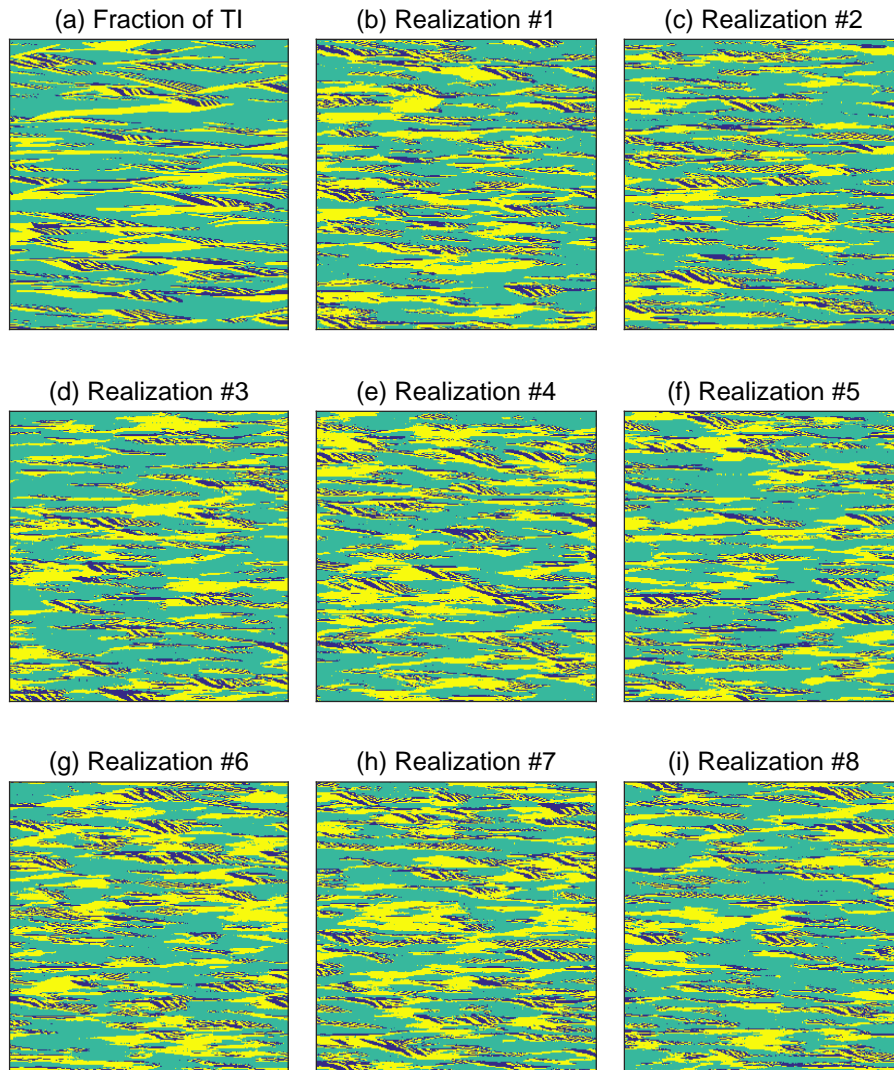 (a) Fraction of TI
(b) Realization #1
(c) Realization #2
(d) Realization #3
(e) Realization #4
(f) Realization #5
(g) Realization #6
(h) Realization #7
(i) Realization #8